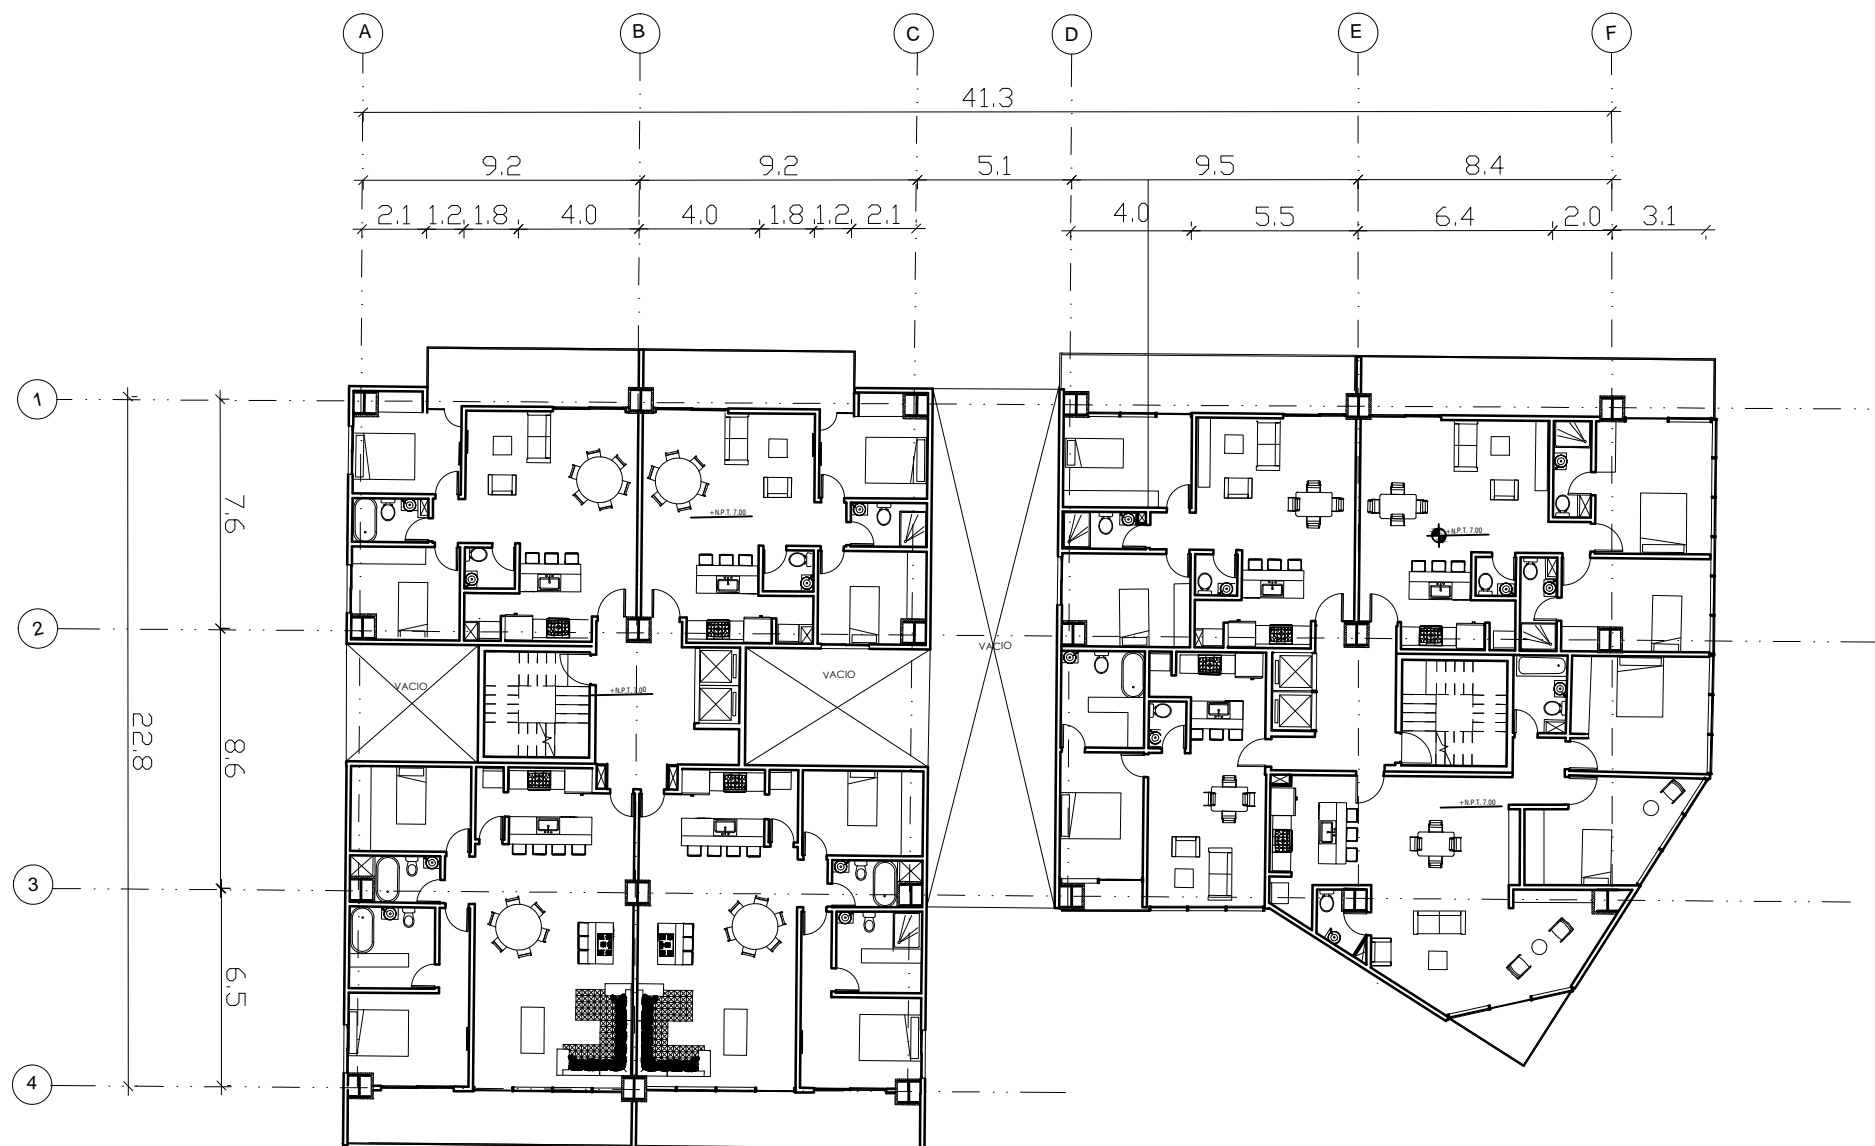 A B C D E F
41.3
9.2 9.2 5.1 9.5 8.4
2.1 1.2 1.8 4.0 4.0 1.8 1.2 2.1 4.0 5.5 6.4 2.0 3.1
1
7.6
+N.P.T. 7.00
+N.P.T. 7.00
2
VACIO
VACIO
VACIO
+N.P.T. 7.00
22.8
8.6
+N.P.T. 7.00
3
6.5
4